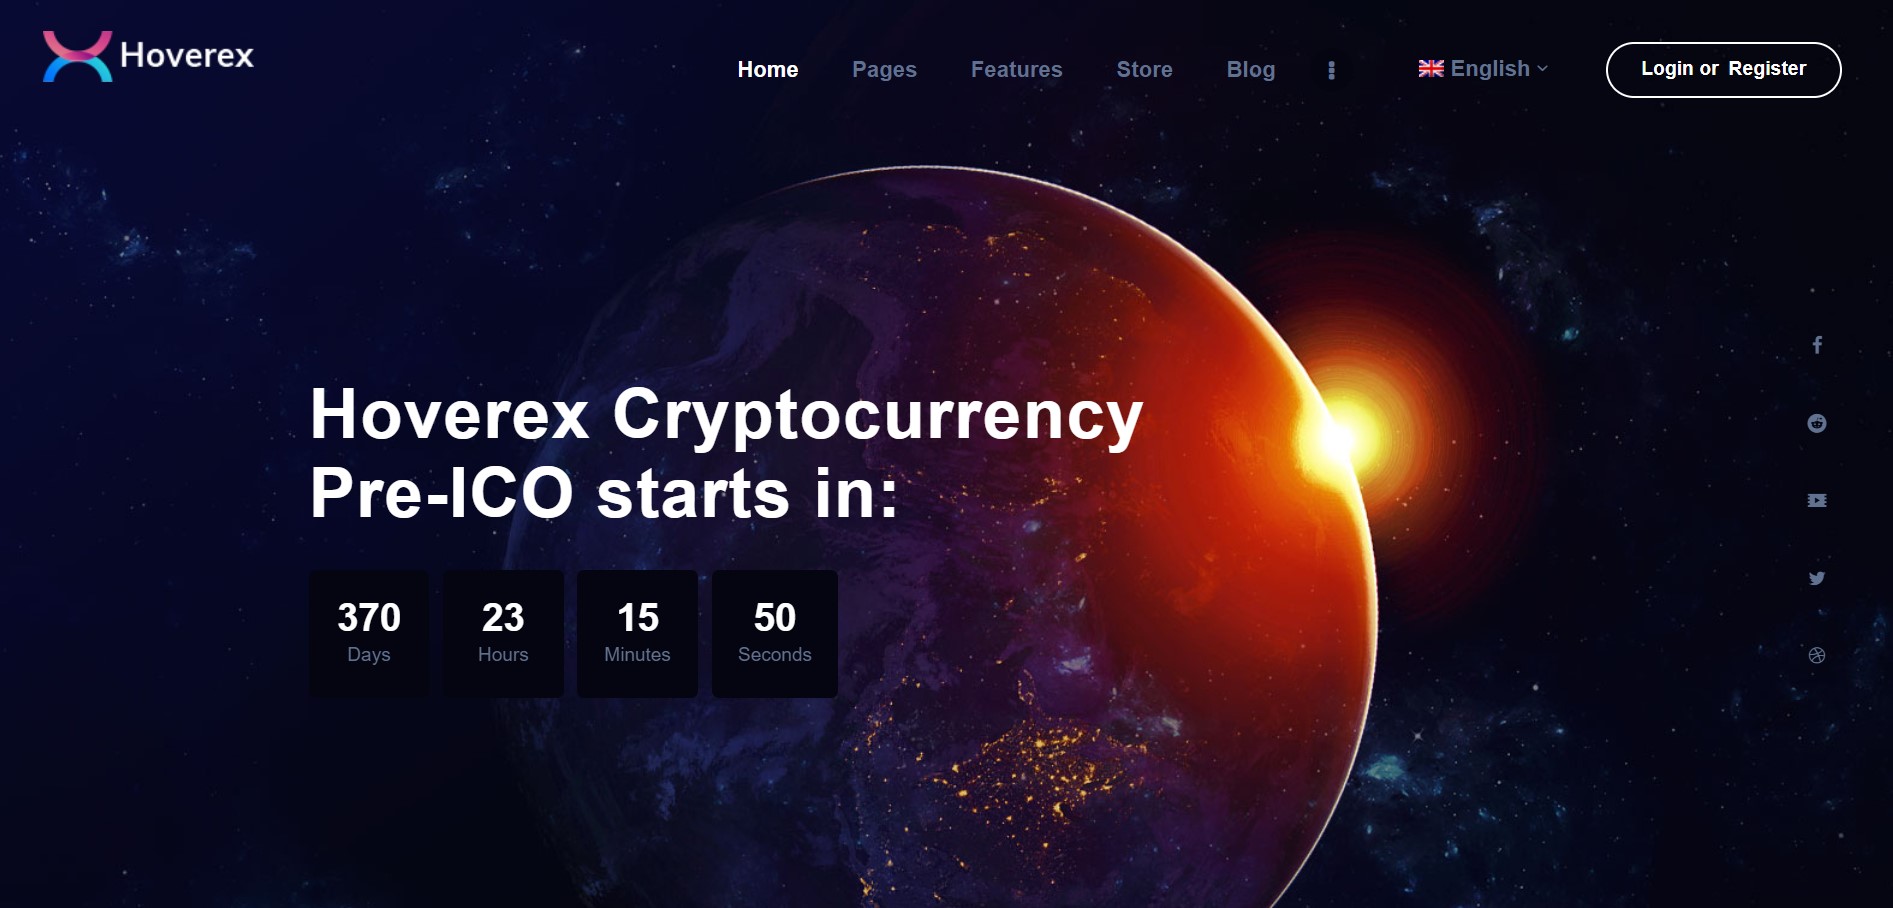 Hoverex
Home Pages Features Store Blog English Login or Register
Hoverex Cryptocurrency
Pre-ICO starts in:
370 23 15 50
Days Hours Minutes Seconds